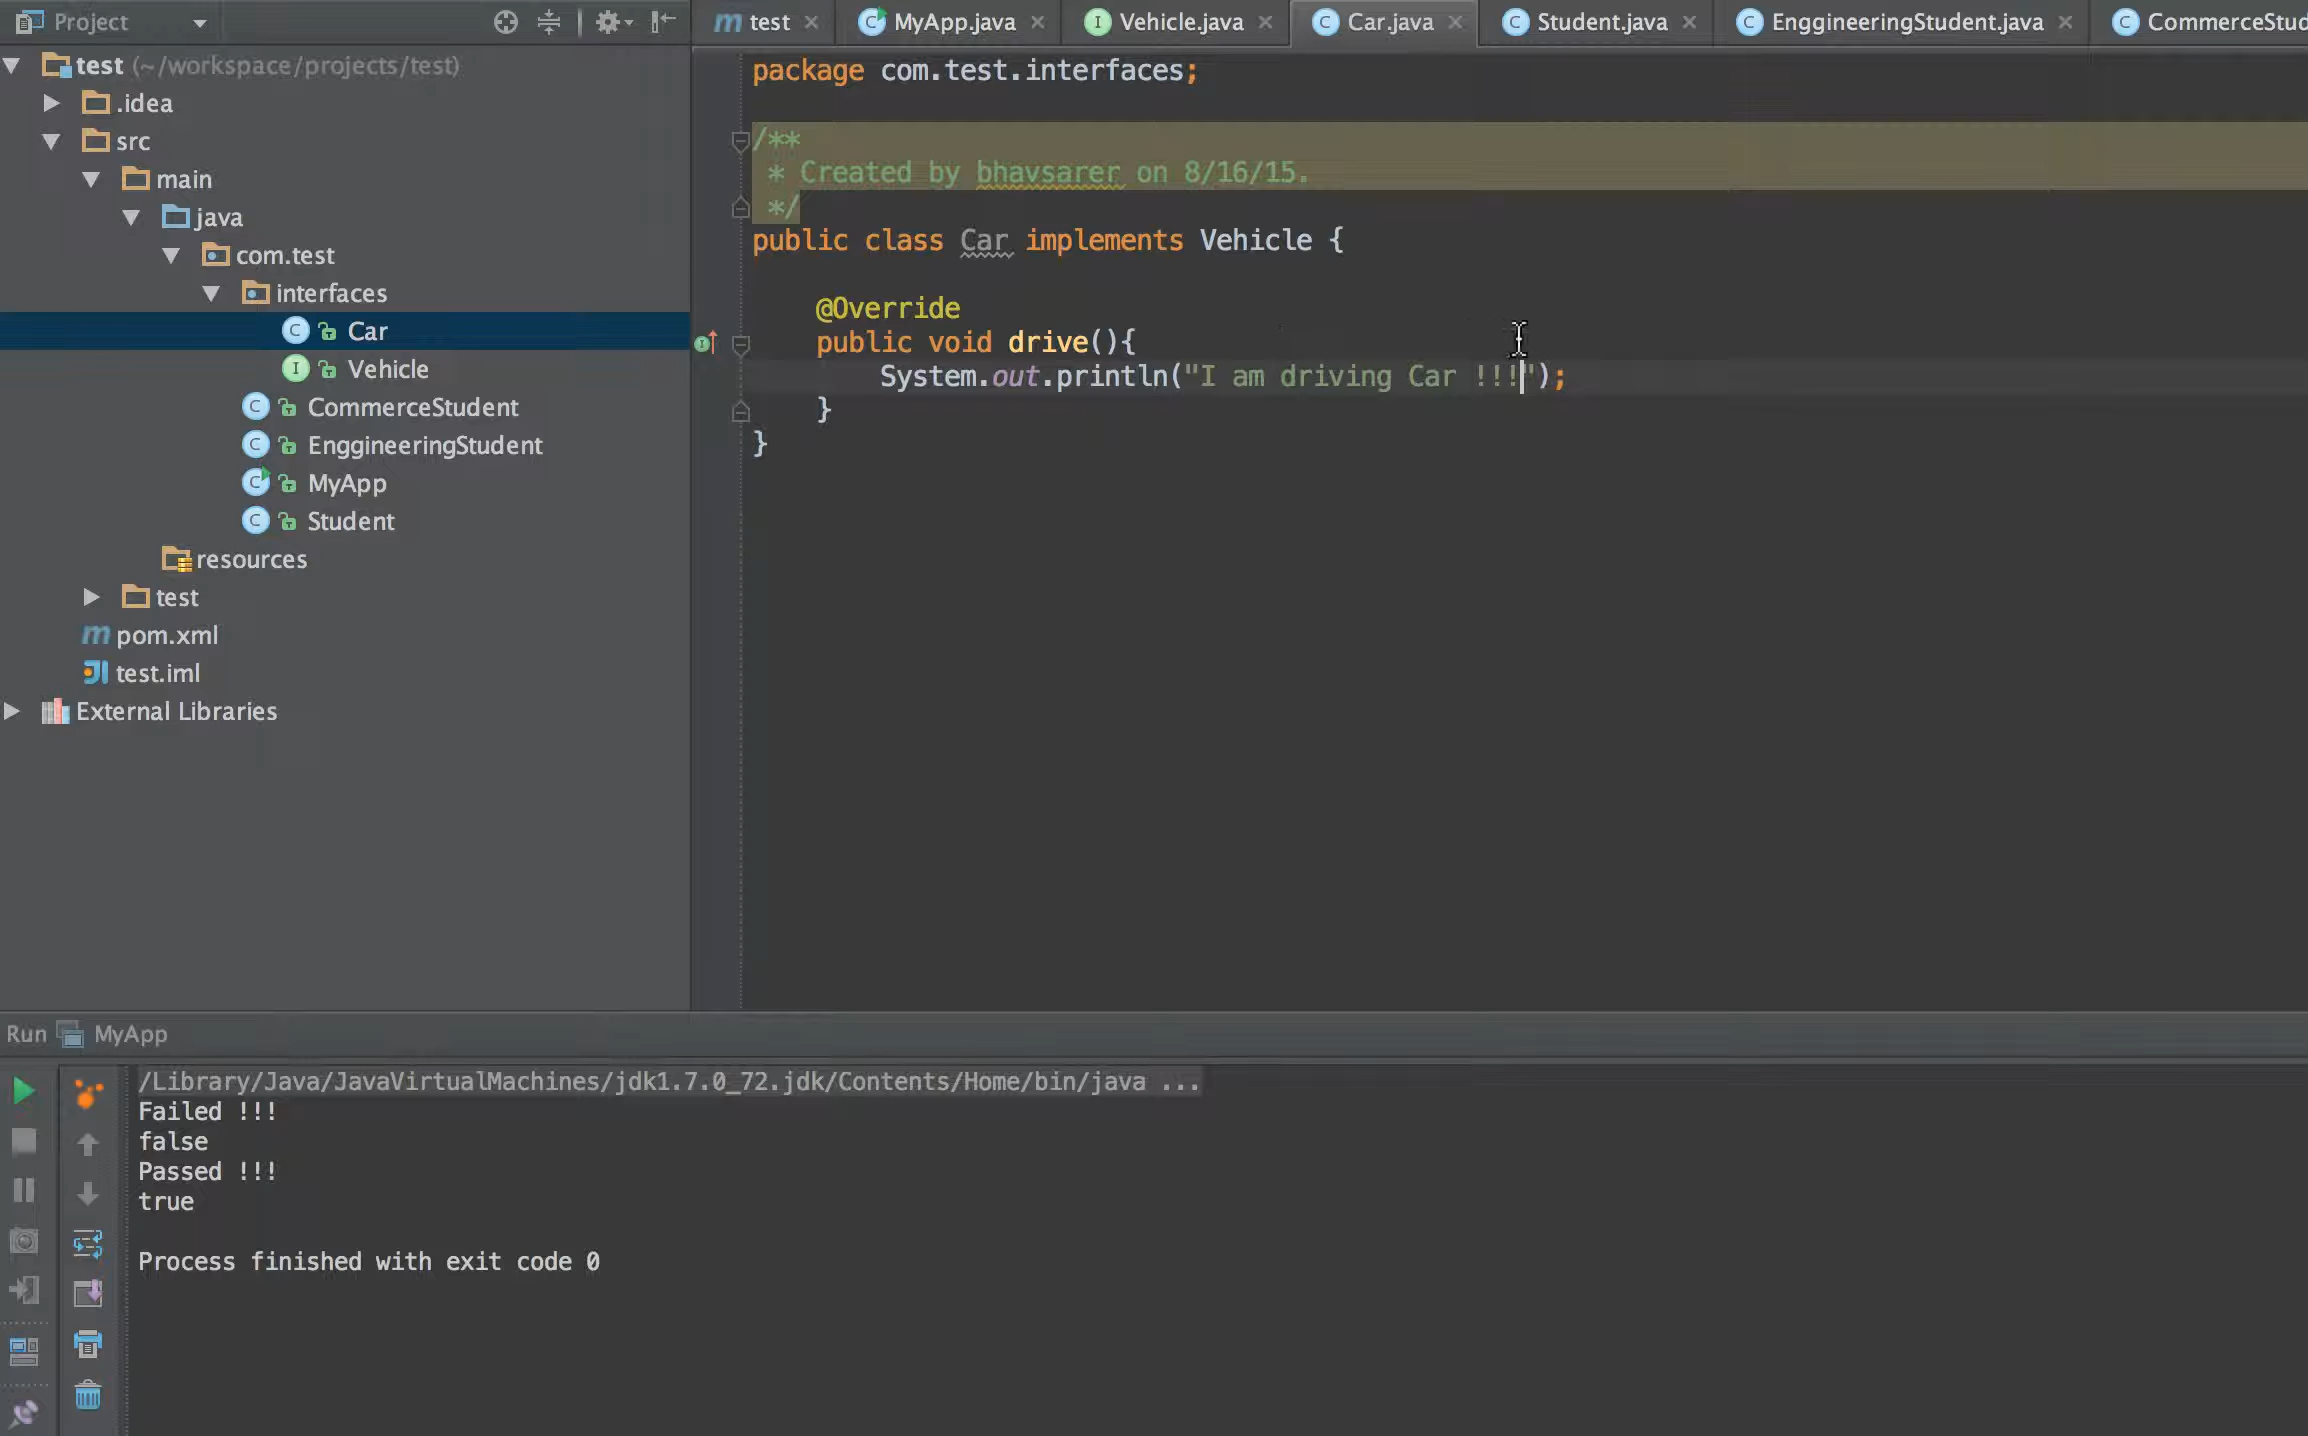 Project
test
MyApp.java
Vehicle.java
Car.java
Student.java
EnggineeringStudent.java
CommerceStud
test (~/workspace/projects/test)
.idea
src
main
java
com.test
interfaces
Car
Vehicle
CommerceStudent
EnggineeringStudent
MyApp
Student
resources
test
pom.xml
test.iml
External Libraries
package com.test.interfaces;
/**
* Created by bhavsarer on 8/16/15.
*/
public class Car implements Vehicle {
@Override
public void drive(){
System.out.println("I am driving Car !!!");
}
}
Run MyApp
/Library/Java/JavaVirtualMachines/jdk1.7.0_72.jdk/Contents/Home/bin/java ...
Failed !!!
false
Passed !!!
true
Process finished with exit code 0